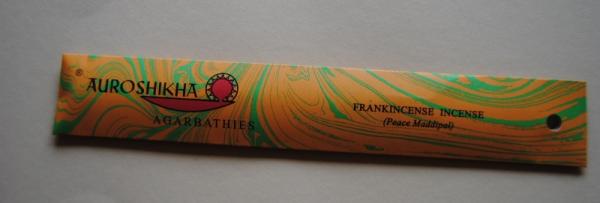 ® AUROSHIKHA
AGARBATHIES
FRANKINCENSE INCENSE
(Peace Maddipal)